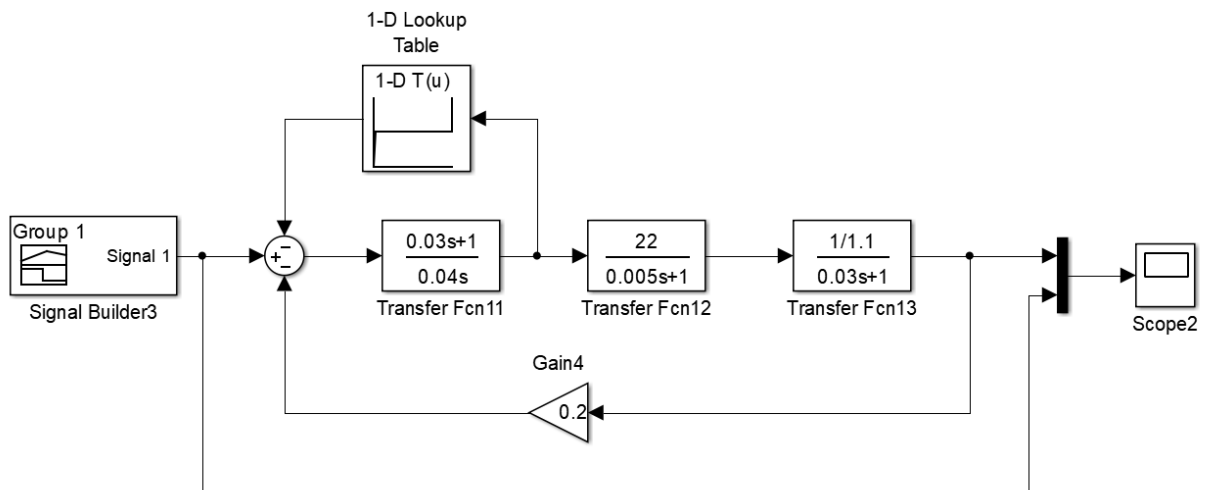 1-D Lookup
Table
1-D T(u)
Group 1
Signal 1
Signal Builder3
+
−
−
0.03s+1
0.04s
Transfer Fcn11
22
0.005s+1
Transfer Fcn12
1/1.1
0.03s+1
Transfer Fcn13
Scope2
Gain4
0.2